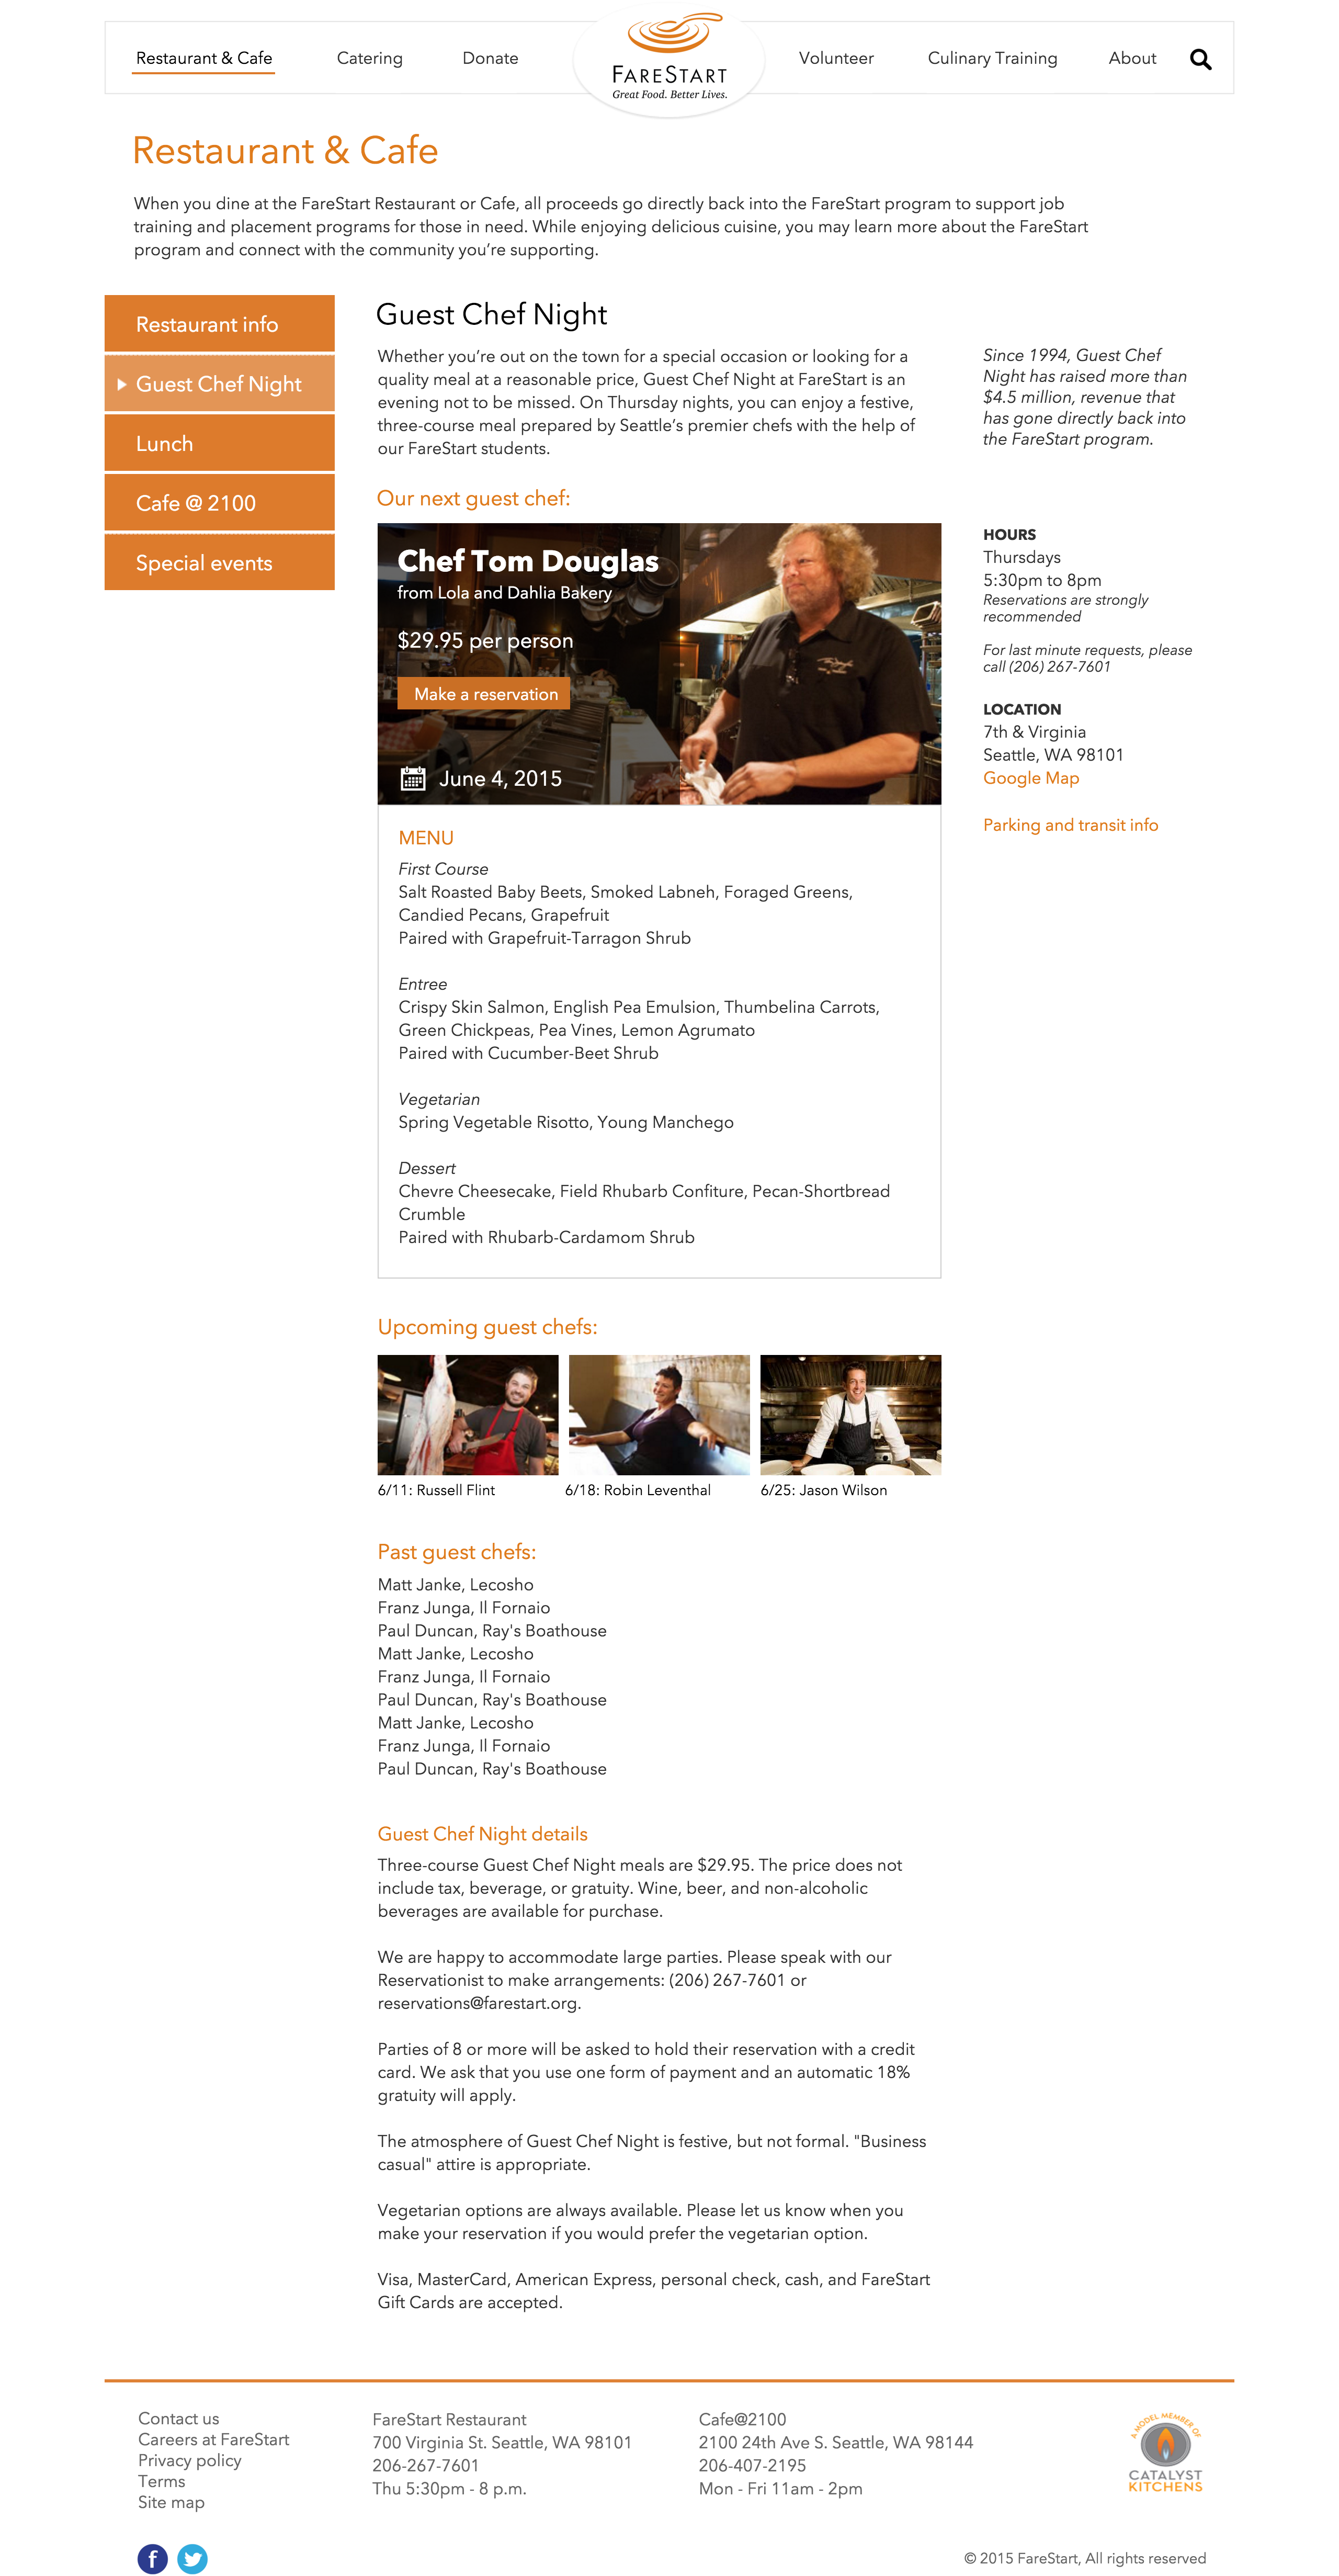 Restaurant & Cafe
Catering
Donate
FARESTART
Great Food. Better Lives.
Volunteer
Culinary Training
About
Restaurant & Cafe
When you dine at the FareStart Restaurant or Cafe, all proceeds go directly back into the FareStart program to support job
training and placement programs for those in need. While enjoying delicious cuisine, you may learn more about the FareStart
program and connect with the community you're supporting.
Restaurant info
Guest Chef Night
Lunch
Cafe @ 2100
Special events
Guest Chef Night
Whether you're out on the town for a special occasion or looking for a
quality meal at a reasonable price, Guest Chef Night at FareStart is an
evening not to be missed. On Thursday nights, you can enjoy a festive,
three-course meal prepared by Seattle's premier chefs with the help of
our FareStart students.
Since 1994, Guest Chef
Night has raised more than
$4.5 million, revenue that
has gone directly back into
the FareStart program.
Our next guest chef:
Chef Tom Douglas
from Lola and Dahlia Bakery
$29.95 per person
Make a reservation
June 4, 2015
HOURS
Thursdays
5:30pm to 8pm
Reservations are strongly
recommended
For last minute requests, please
call (206) 267-7601
LOCATION
7th & Virginia
Seattle, WA 98101
Google Map
Parking and transit info
MENU
First Course
Salt Roasted Baby Beets, Smoked Labneh, Foraged Greens,
Candied Pecans, Grapefruit
Paired with Grapefruit-Tarragon Shrub
Entree
Crispy Skin Salmon, English Pea Emulsion, Thumbelina Carrots,
Green Chickpeas, Pea Vines, Lemon Agrumato
Paired with Cucumber-Beet Shrub
Vegetarian
Spring Vegetable Risotto, Young Manchego
Dessert
Chevre Cheesecake, Field Rhubarb Confiture, Pecan-Shortbread
Crumble
Paired with Rhubarb-Cardamom Shrub
Upcoming guest chefs:
6/11: Russell Flint
6/18: Robin Leventhal
6/25: Jason Wilson
Past guest chefs:
Matt Janke, Lecosho
Franz Junga, Il Fornaio
Paul Duncan, Ray's Boathouse
Matt Janke, Lecosho
Franz Junga, Il Fornaio
Paul Duncan, Ray's Boathouse
Matt Janke, Lecosho
Franz Junga, Il Fornaio
Paul Duncan, Ray's Boathouse
Guest Chef Night details
Three-course Guest Chef Night meals are $29.95. The price does not
include tax, beverage, or gratuity. Wine, beer, and non-alcoholic
beverages are available for purchase.
We are happy to accommodate large parties. Please speak with our
Reservationist to make arrangements: (206) 267-7601 or
reservations@farestart.org.
Parties of 8 or more will be asked to hold their reservation with a credit
card. We ask that you use one form of payment and an automatic 18%
gratuity will apply.
The atmosphere of Guest Chef Night is festive, but not formal. "Business
casual" attire is appropriate.
Vegetarian options are always available. Please let us know when you
make your reservation if you would prefer the vegetarian option.
Visa, MasterCard, American Express, personal check, cash, and FareStart
Gift Cards are accepted.
Contact us
Careers at FareStart
Privacy policy
Terms
Site map
FareStart Restaurant
700 Virginia St. Seattle, WA 98101
206-267-7601
Thu 5:30pm - 8 p.m.
Cafe@2100
2100 24th Ave S. Seattle, WA 98144
206-407-2195
Mon - Fri 11am - 2pm
A MODEL MEMBER OF
CATALYST
KITCHENS
f
© 2015 FareStart, All rights reserved